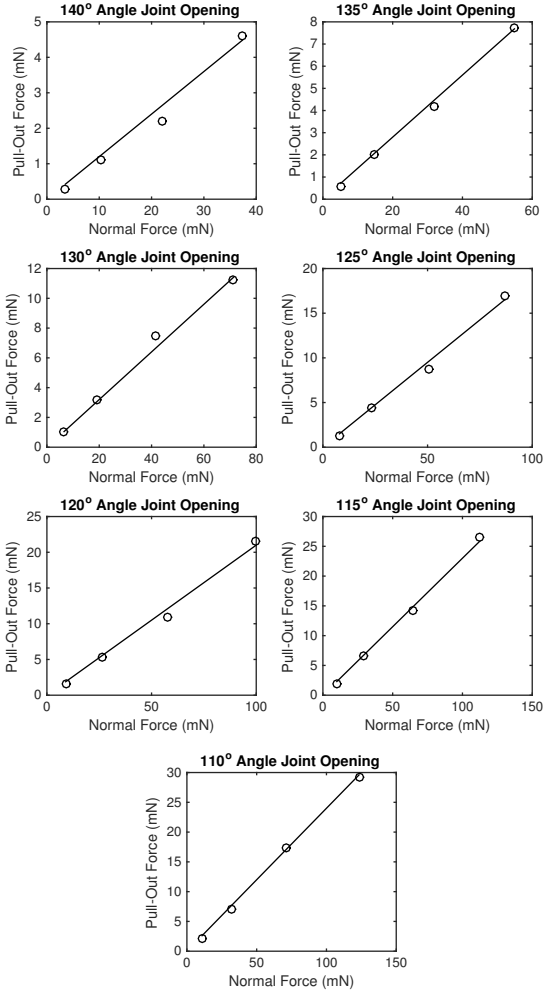 140° Angle Joint Opening
Pull-Out Force (mN)
5
4
3
2
1
0
0 10 20 30 40
Normal Force (mN)
135° Angle Joint Opening
Pull-Out Force (mN)
8
7
6
5
4
3
2
1
0
0 20 40 60
Normal Force (mN)
130° Angle Joint Opening
Pull-Out Force (mN)
12
10
8
6
4
2
0
0 20 40 60 80
Normal Force (mN)
125° Angle Joint Opening
Pull-Out Force (mN)
20
15
10
5
0
0 50 100
Normal Force (mN)
120° Angle Joint Opening
Pull-Out Force (mN)
25
20
15
10
5
0
0 50 100
Normal Force (mN)
115° Angle Joint Opening
Pull-Out Force (mN)
30
25
20
15
10
5
0
0 50 100 150
Normal Force (mN)
110° Angle Joint Opening
Pull-Out Force (mN)
30
25
20
15
10
5
0
0 50 100 150
Normal Force (mN)